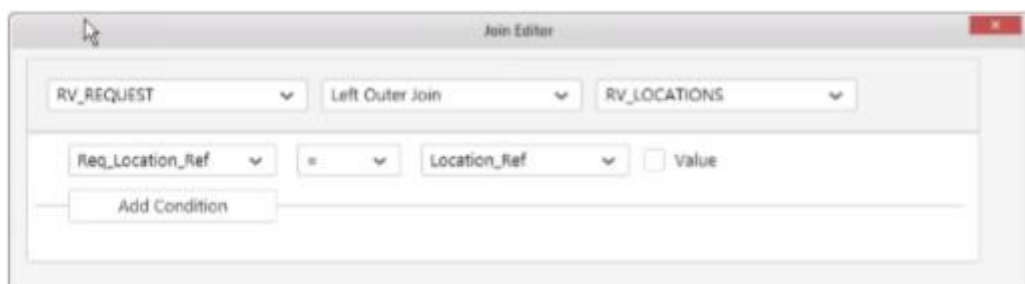 Join Editor
RV_REQUEST Left Outer Join RV_LOCATIONS
Req_Location_Ref = Location_Ref Value
Add Condition